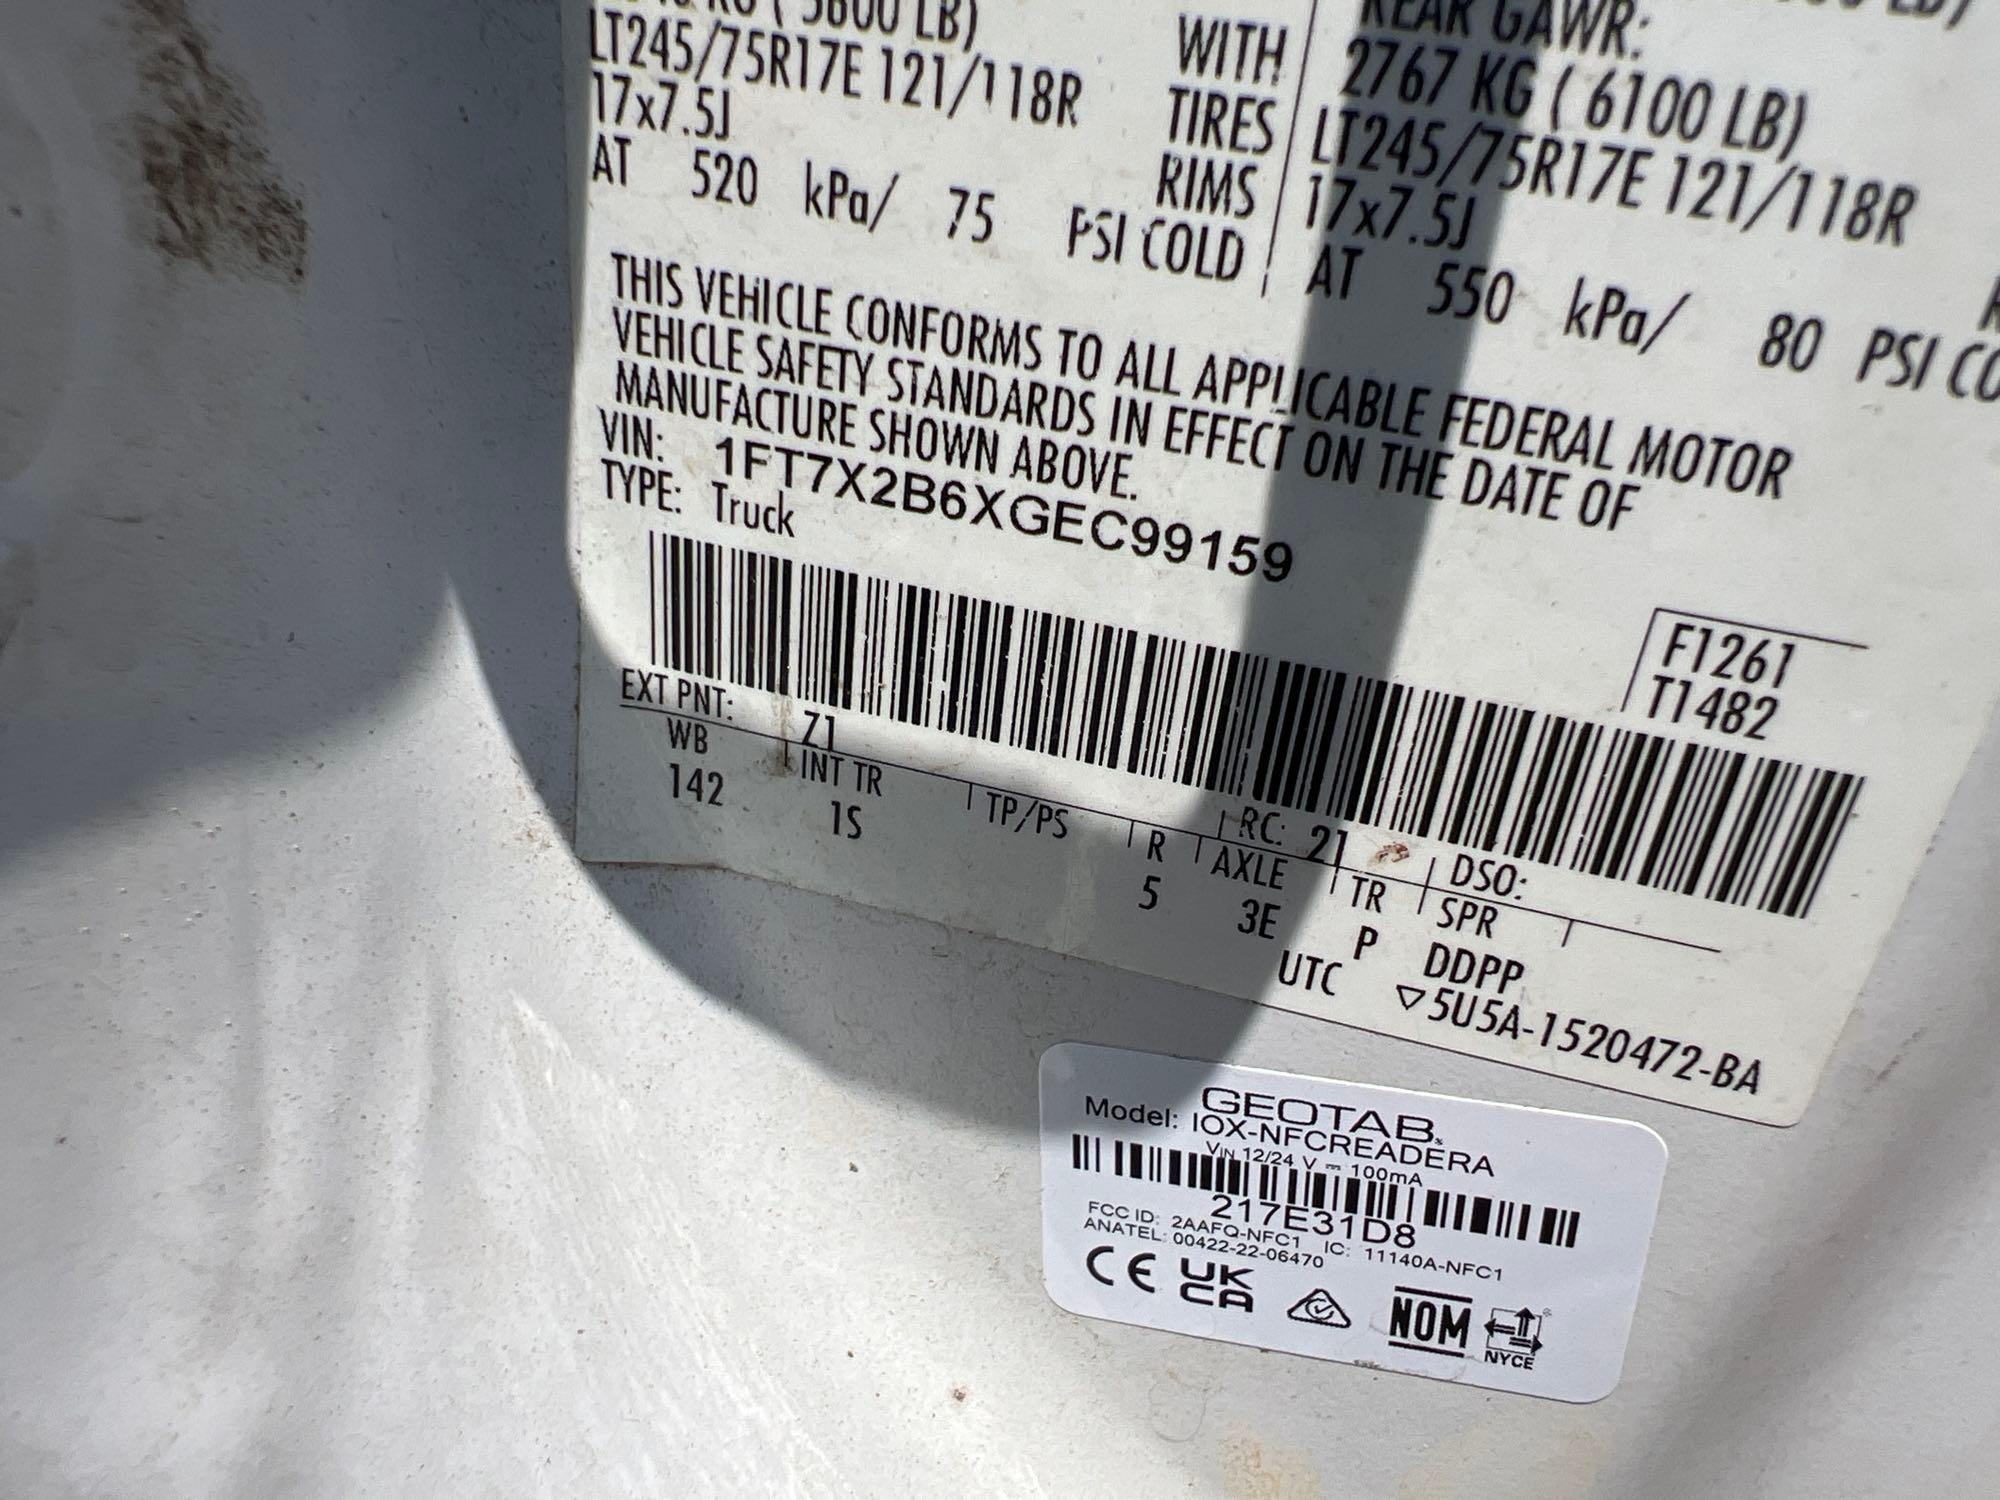 5600 LB)
LT245/75R17E 121/118R
17x7.5J
AT 520 kPa/ 75 PSI COLD
WITH
TIRES
RIMS
REAR GAWR:
2767 KG ( 6100 LB)
LT245/75R17E 121/118R
17x7.5J
AT 550 kPa/ 80 PSI CO
THIS VEHICLE CONFORMS TO ALL APPLICABLE FEDERAL MOTOR
VEHICLE SAFETY STANDARDS IN EFFECT ON THE DATE OF
MANUFACTURE SHOWN ABOVE.
VIN: 1FT7X2B6XGEC99159
TYPE: Truck
F1261
T1482
EXT PNT: Z1 RC: 21 DSO:
WB INT TR TP/PS R AXLE TR SPR
142 1S 5 3E P DDPP
UTC ▽5U5A-1520472-BA
GEOTAB
Model: IOX-NFCREADERA
VIN 12/24 V ⎓ 100mA
217E31D8
FCC ID: 2AAFQ-NFC1 IC: 11140A-NFC1
ANATEL: 00422-22-06470
CE UK CA NOM NYCE